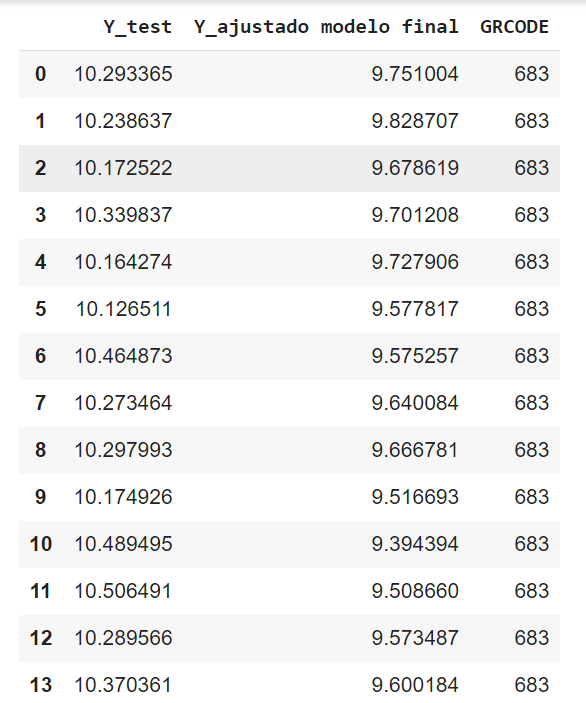 Y_test Y_ajustado modelo final GRCODE
0 10.293365 9.751004 683
1 10.238637 9.828707 683
2 10.172522 9.678619 683
3 10.339837 9.701208 683
4 10.164274 9.727906 683
5 10.126511 9.577817 683
6 10.464873 9.575257 683
7 10.273464 9.640084 683
8 10.297993 9.666781 683
9 10.174926 9.516693 683
10 10.489495 9.394394 683
11 10.506491 9.508660 683
12 10.289566 9.573487 683
13 10.370361 9.600184 683